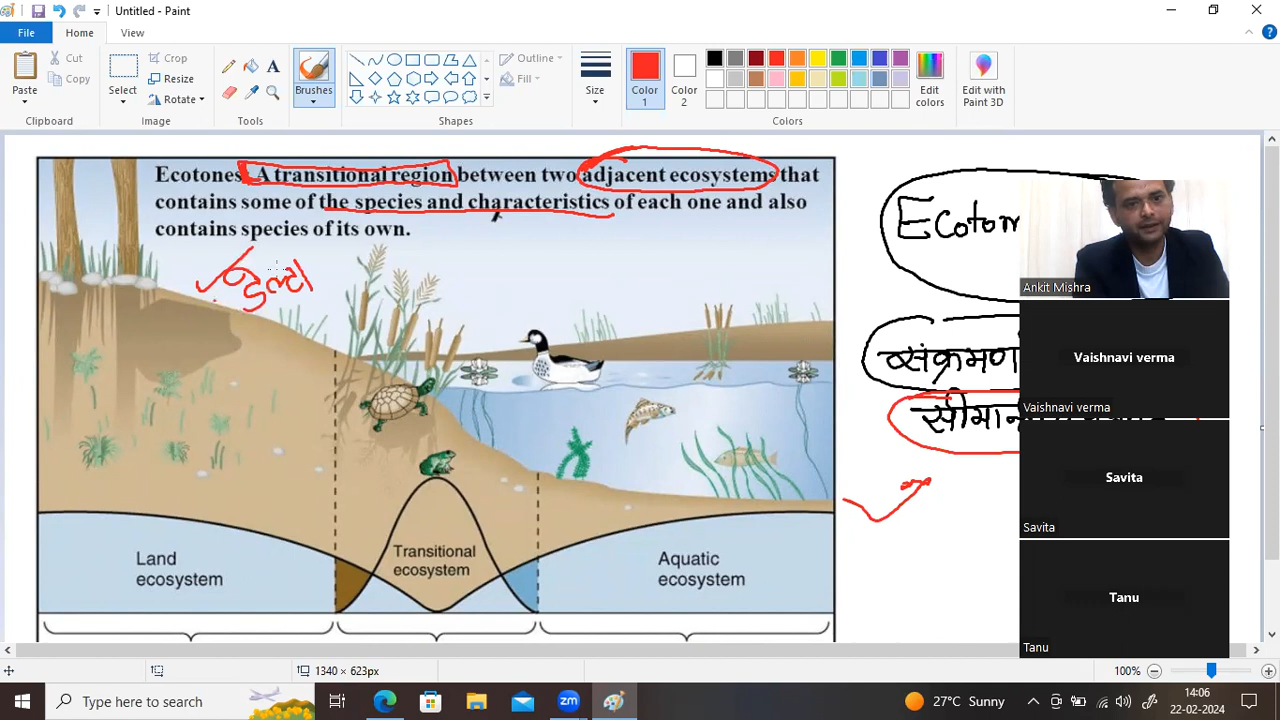 Untitled - Paint
File
Home
View
Paste
Cut
Copy
Clipboard
Select
Crop
Resize
Rotate
Image
Tools
Brushes
Outline
Fill
Shapes
Size
Color 1
Color 2
Edit colors
Edit with Paint 3D
Colors
Ecotones: A transitional region between two adjacent ecosystems that
contains some of the species and characteristics of each one and also
contains species of its own.
Land
ecosystem
Transitional
ecosystem
Aquatic
ecosystem
संक्रमण
Ankit Mishra
Vaishnavi verma
Vaishnavi verma
Savita
Savita
Tanu
Tanu
1340 × 623px
100%
Type here to search
27°C Sunny
14:06
22-02-2024